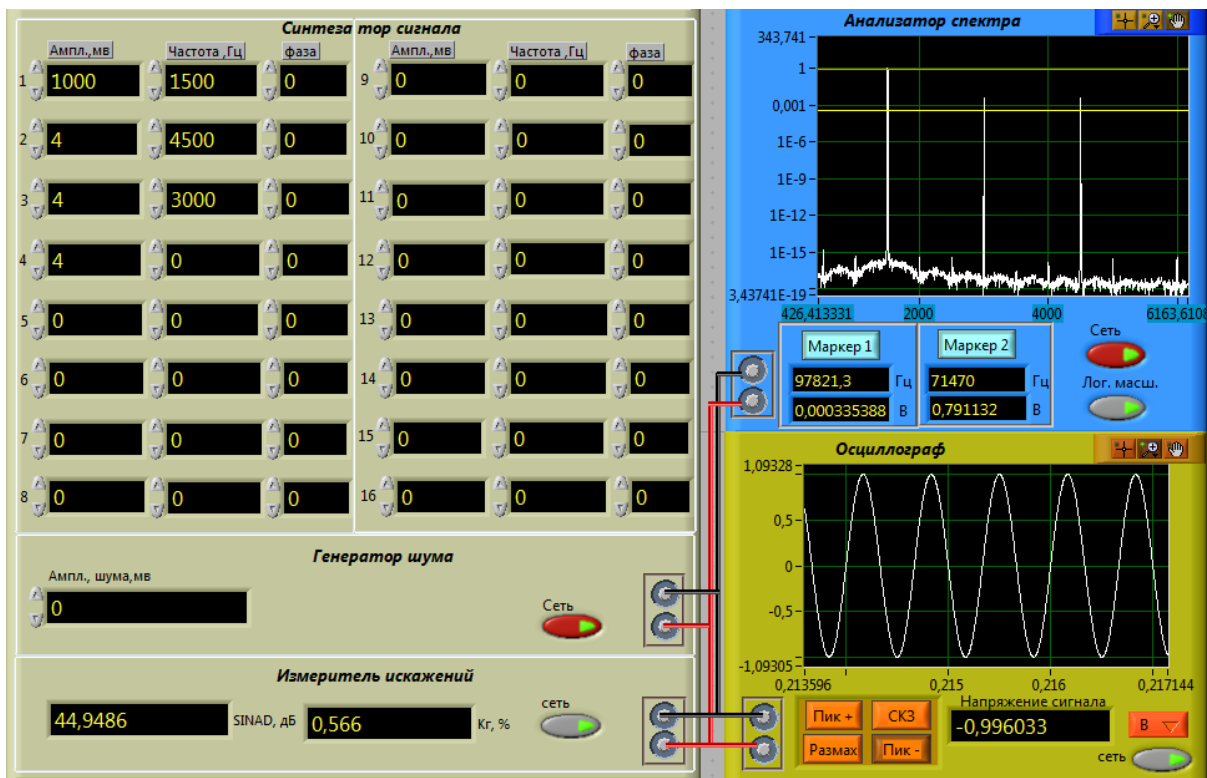 Синтеза тор сигнала
Ампл.,мв Частота ,Гц фаза Ампл.,мв Частота ,Гц фаза
1 1000 1500 0 9 0 0 0
2 4 4500 0 10 0 0 0
3 4 3000 0 11 0 0 0
4 4 0 0 12 0 0 0
5 0 0 0 13 0 0 0
6 0 0 0 14 0 0 0
7 0 0 0 15 0 0 0
8 0 0 0 16 0 0 0
Генератор шума
Ампл., шума,мв
0
Сеть
Измеритель искажений
44,9486 SINAD, дБ 0,566 Кг, %
сеть
Анализатор спектра
343,741
1
0,001
1E-6
1E-9
1E-12
1E-15
3,43741E-19
426,413331 2000 4000 6163,6108
Маркер 1 Маркер 2
97821,3 Гц 71470 Гц
0,000335388 В 0,791132 В
Сеть
Лог. масш.
Осциллограф
1,09328
0,5
0
-0,5
-1,09305
0,213596 0,215 0,216 0,217144
Пик + СКЗ
Размах Пик -
Напряжение сигнала
-0,996033 В
сеть